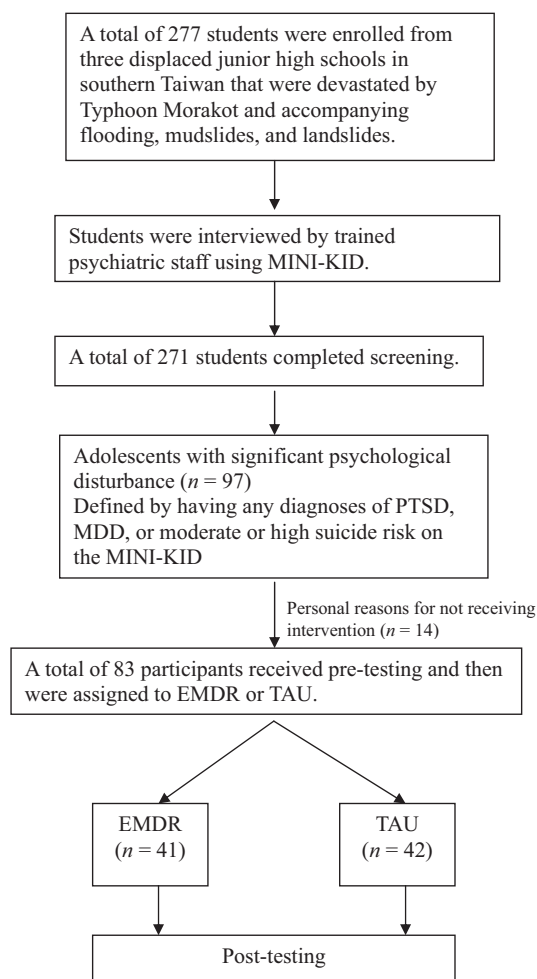 A total of 277 students were enrolled from
three displaced junior high schools in
southern Taiwan that were devastated by
Typhoon Morakot and accompanying
flooding, mudslides, and landslides.
Students were interviewed by trained
psychiatric staff using MINI-KID.
A total of 271 students completed screening.
Adolescents with significant psychological
disturbance (n = 97)
Defined by having any diagnoses of PTSD,
MDD, or moderate or high suicide risk on
the MINI-KID
Personal reasons for not receiving
intervention (n = 14)
A total of 83 participants received pre-testing and then
were assigned to EMDR or TAU.
EMDR
(n = 41)
TAU
(n = 42)
Post-testing